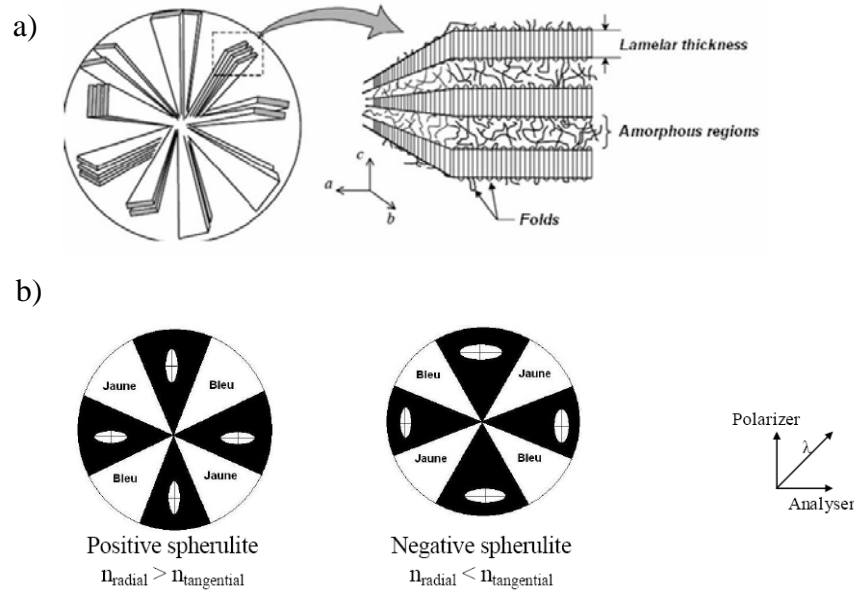 a)
Lamelar thickness
Amorphous regions
c
a
b
Folds
b)
Jaune
Bleu
Bleu
Jaune
Bleu
Jaune
Jaune
Bleu
Polarizer
λ
Analyser
Positive spherulite
n_radial > n_tangential
Negative spherulite
n_radial < n_tangential